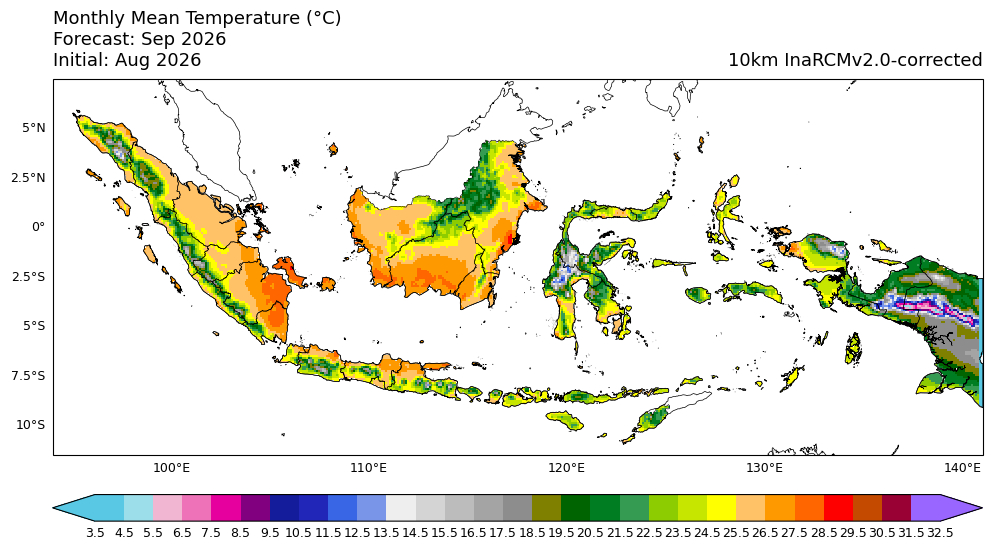 Monthly Mean Temperature (°C)
Forecast: Sep 2026
Initial: Aug 2026
10km InaRCMv2.0-corrected
5°N
2.5°N
0°
2.5°S
5°S
7.5°S
10°S
100°E 110°E 120°E 130°E 140°E
3.5 4.5 5.5 6.5 7.5 8.5 9.5 10.5 11.5 12.5 13.5 14.5 15.5 16.5 17.5 18.5 19.5 20.5 21.5 22.5 23.5 24.5 25.5 26.5 27.5 28.5 29.5 30.5 31.5 32.5